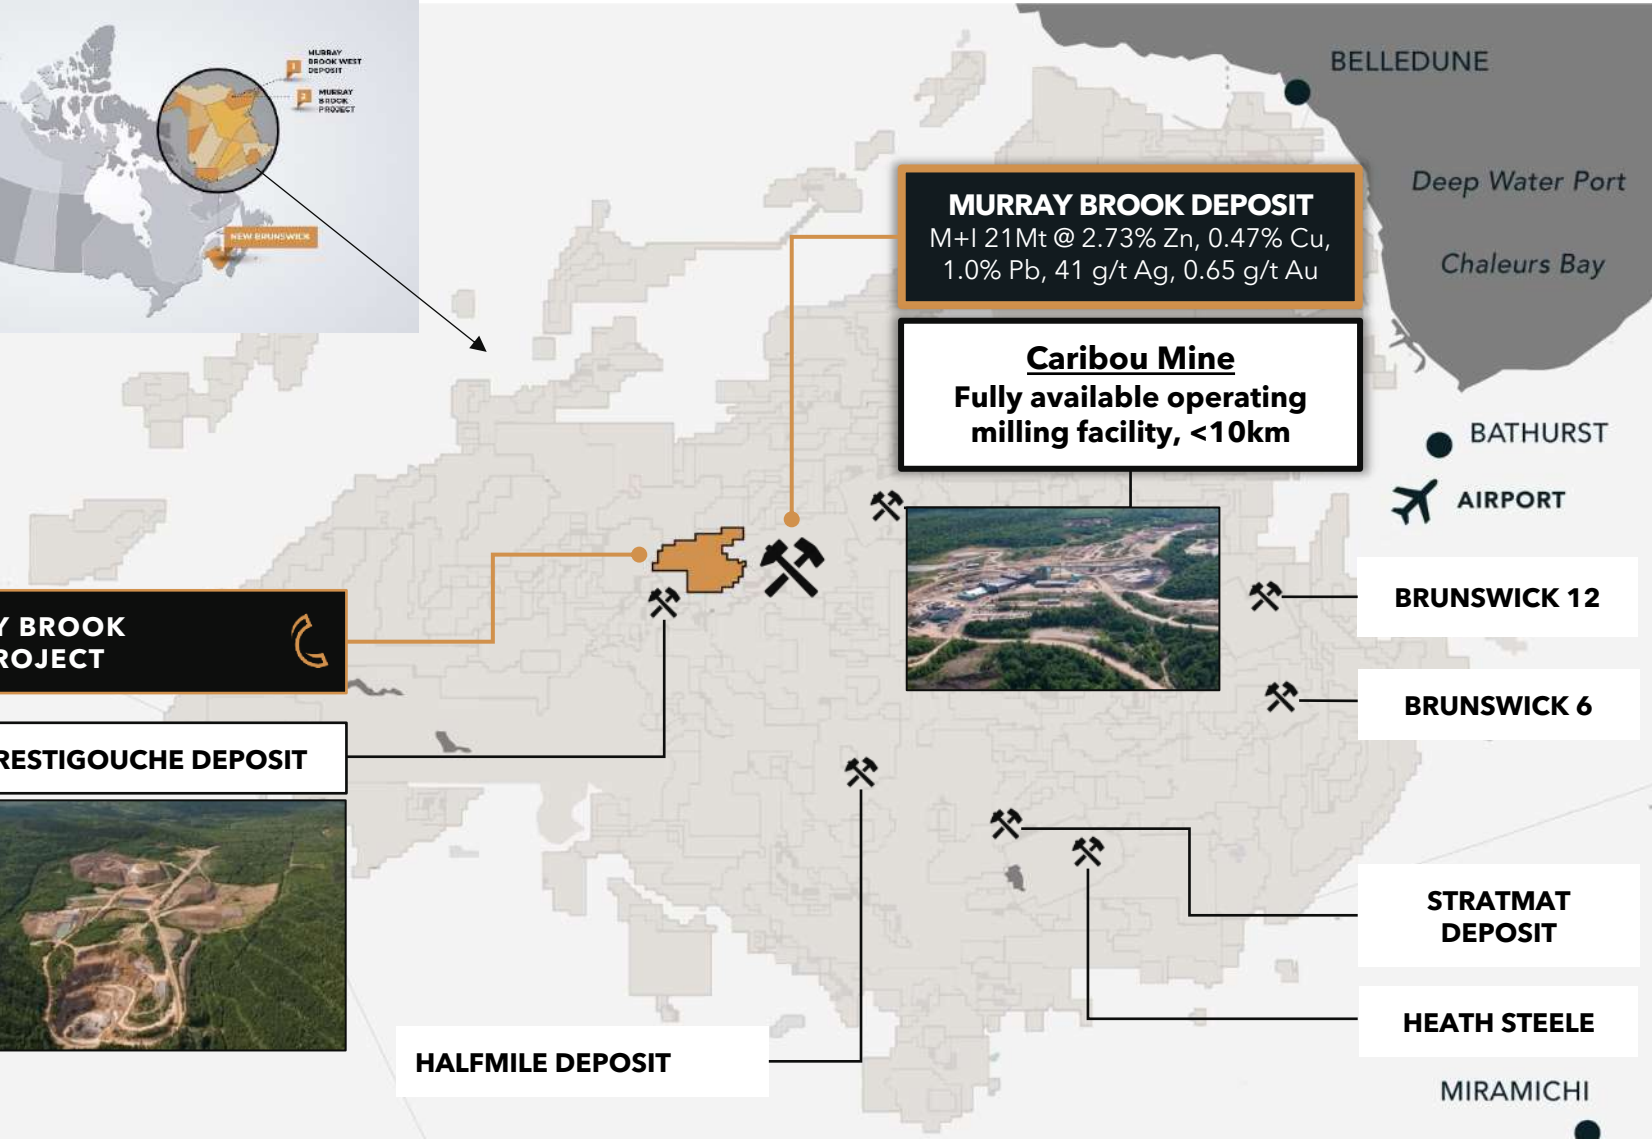 1
MURRAY
BROOK WEST
DEPOSIT
2
MURRAY
BROOK
PROJECT
NEW BRUNSWICK
BELLEDUNE
Deep Water Port
Chaleurs Bay
MURRAY BROOK DEPOSIT
M+I 21Mt @ 2.73% Zn, 0.47% Cu,
1.0% Pb, 41 g/t Ag, 0.65 g/t Au
Caribou Mine
Fully available operating
milling facility, <10km
BATHURST
AIRPORT
BRUNSWICK 12
BRUNSWICK 6
Y BROOK
ROJECT
RESTIGOUCHE DEPOSIT
STRATMAT
DEPOSIT
HEATH STEELE
HALFMILE DEPOSIT
MIRAMICHI